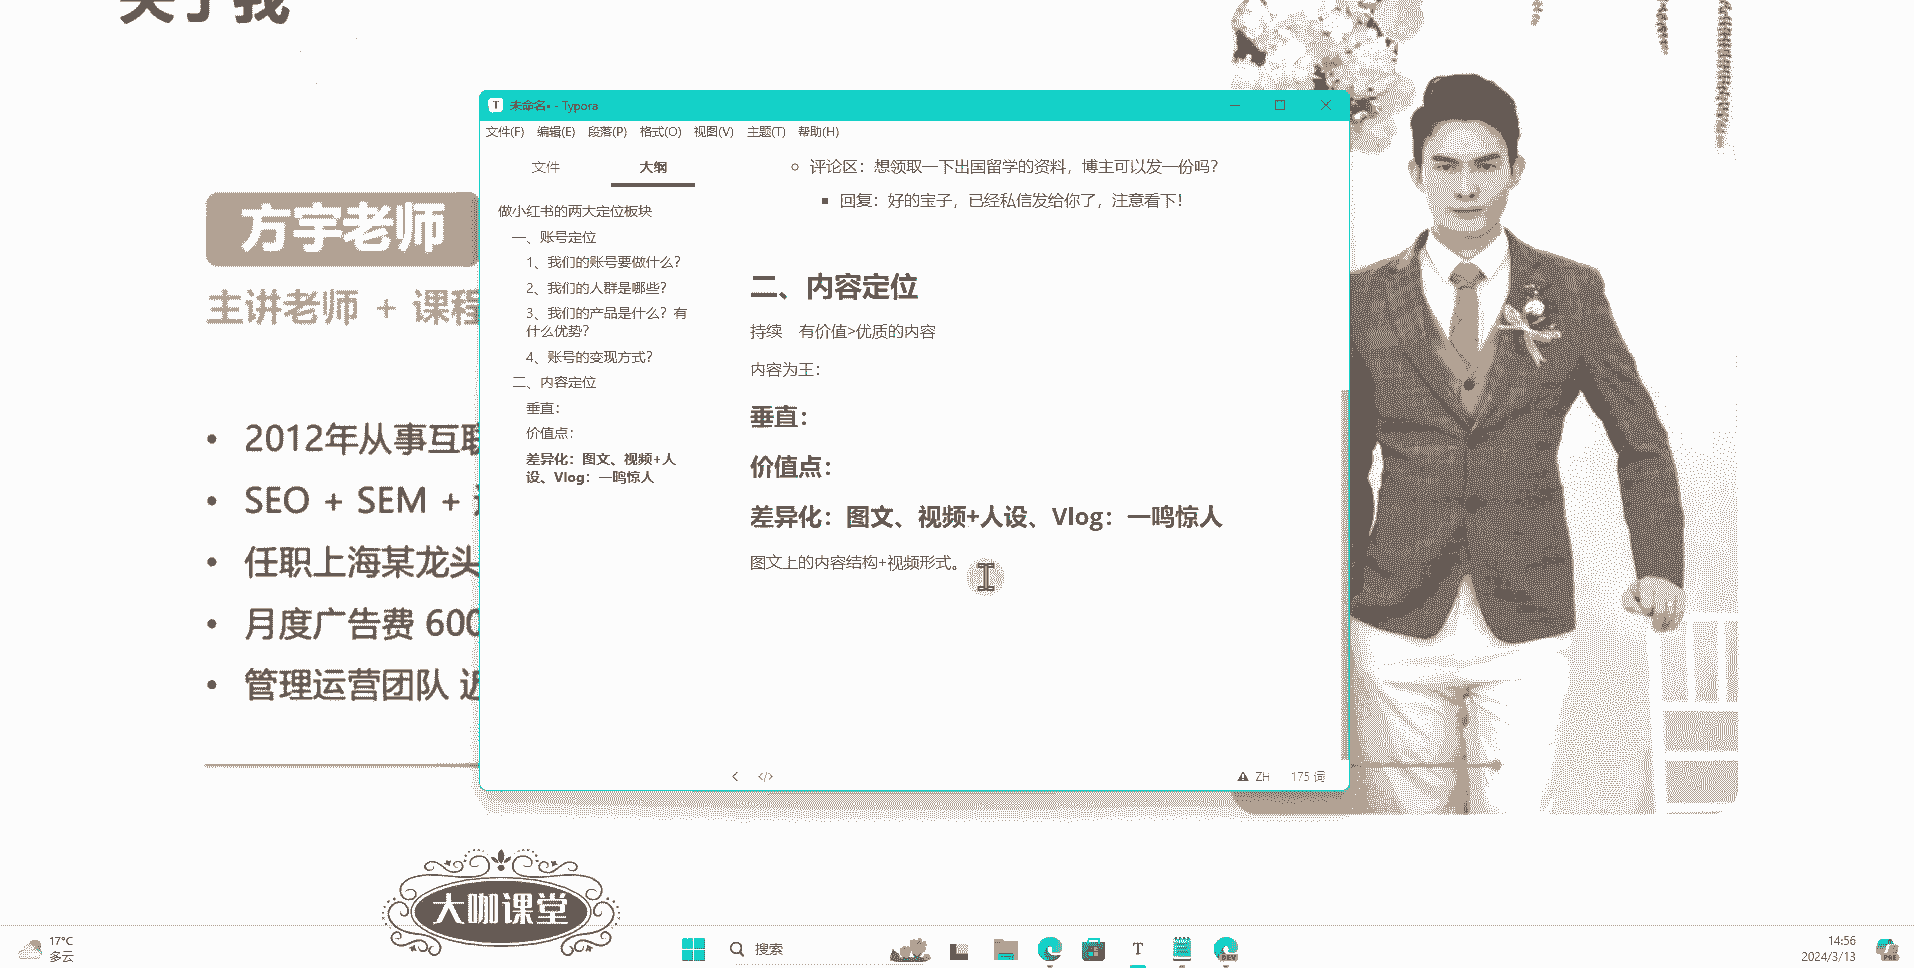 关于我
方宇老师
主讲老师 + 课程
2012年从事互联
SEO + SEM +
任职上海某龙头
月度广告费 600
管理运营团队 近
未命名• - Typora
文件(F) 编辑(E) 段落(P) 格式(O) 视图(V) 主题(T) 帮助(H)
文件 大纲
做小红书的两大定位板块
一、账号定位
1、我们的账号要做什么？
2、我们的人群是哪些？
3、我们的产品是什么？有
什么优势？
4、账号的变现方式？
二、内容定位
垂直：
价值点：
差异化：图文、视频+人
设、Vlog：一鸣惊人
评论区：想领取一下出国留学的资料，博主可以发一份吗？
回复：好的宝子，已经私信发给你了，注意看下！
二、内容定位
持续 有价值>优质的内容
内容为王：
垂直：
价值点：
差异化：图文、视频+人设、Vlog：一鸣惊人
图文上的内容结构+视频形式。
</> ZH 175 词
大咖课堂
17°C
多云
搜索
T
DEV
14:56
2024/3/13
PRE